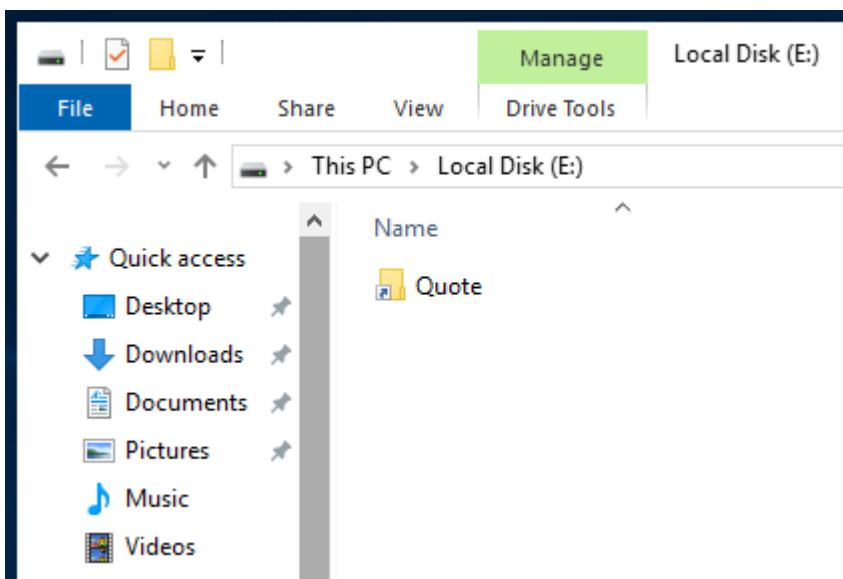 Manage Local Disk (E:)
File Home Share View Drive Tools
This PC Local Disk (E:)
Name
Quick access
Quote
Desktop
Downloads
Documents
Pictures
Music
Videos